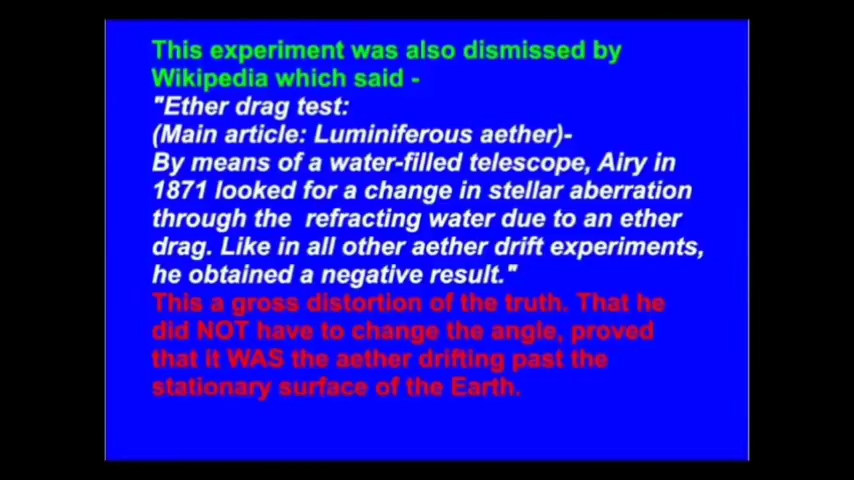 This experiment was also dismissed by
Wikipedia which said -
"Ether drag test:
(Main article: Luminiferous aether)-
By means of a water-filled telescope, Airy in
1871 looked for a change in stellar aberration
through the  refracting water due to an ether
drag. Like in all other aether drift experiments,
he obtained a negative result."
This a gross distortion of the truth. That he
did NOT have to change the angle, proved
that it WAS the aether drifting past the
stationary surface of the Earth.